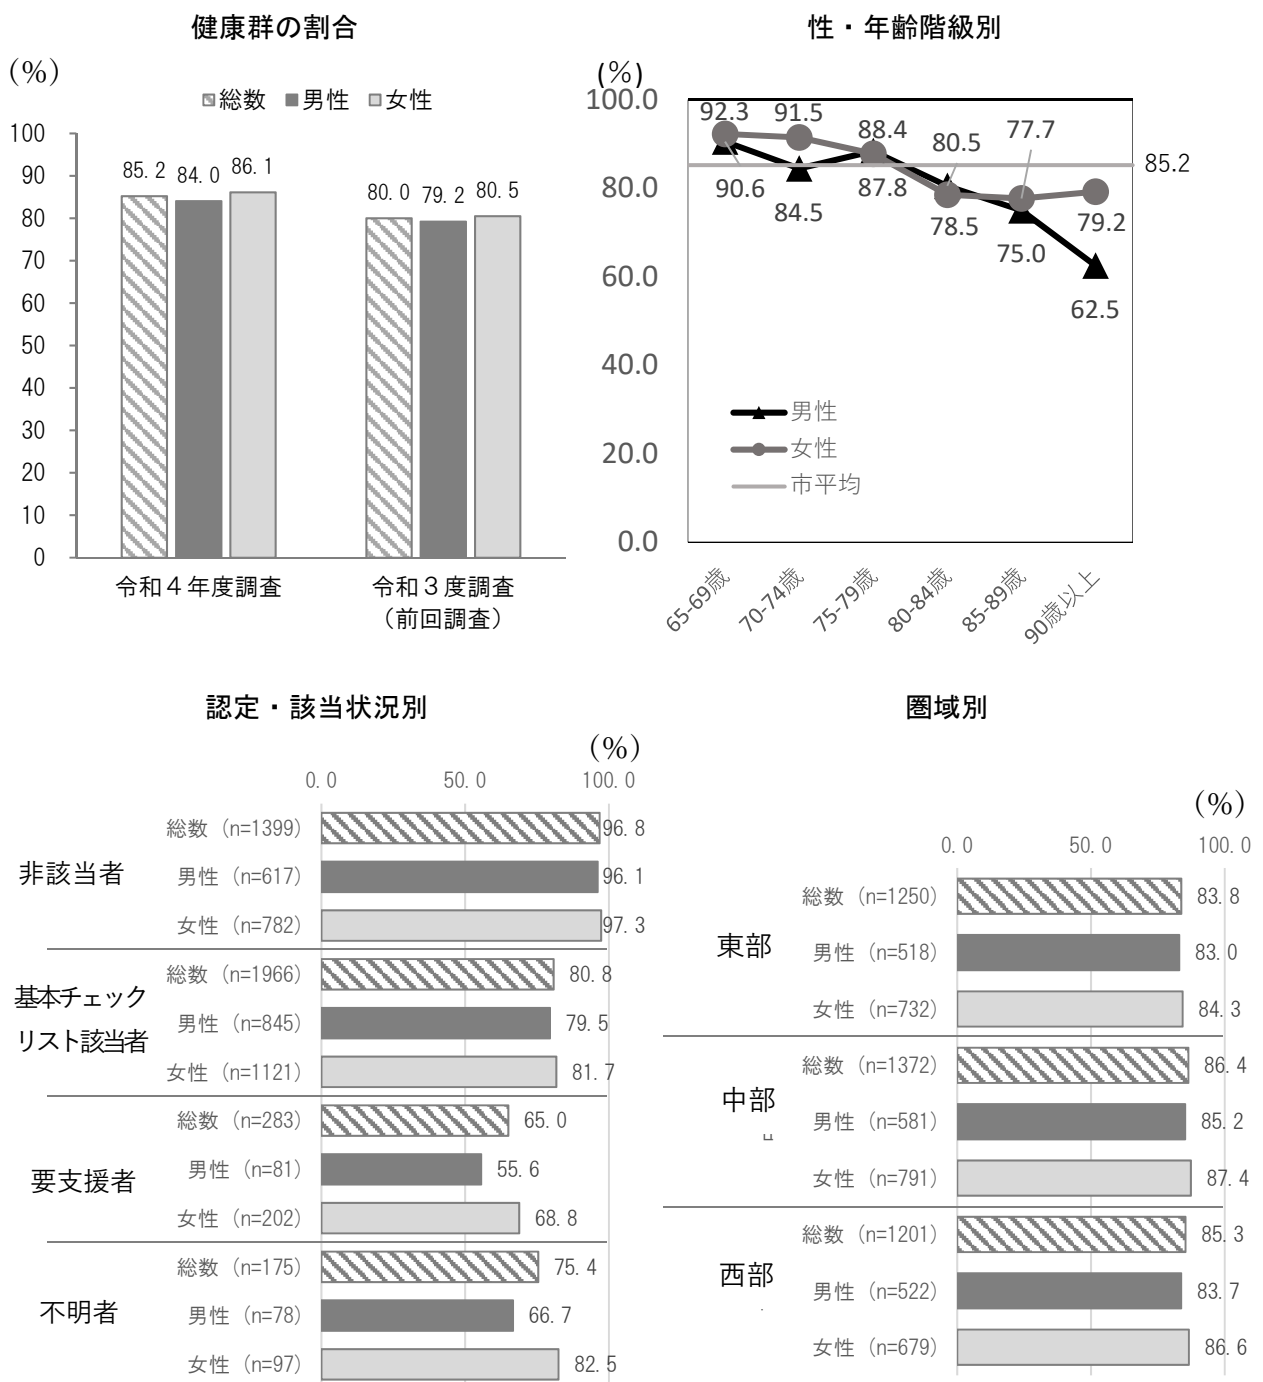 健康群の割合
（％）
総数 男性 女性
100
90
80
70
60
50
40
30
20
10
0
85.2 84.0 86.1
80.0 79.2 80.5
令和４年度調査
令和３度調査
（前回調査）
性・年齢階級別
(％)
100.0
80.0
60.0
40.0
20.0
0.0
92.3 91.5 88.4 80.5 77.7
85.2
90.6 84.5 87.8 78.5 75.0 79.2
62.5
男性
女性
市平均
65-69歳
70-74歳
75-79歳
80-84歳
85-89歳
90歳以上
認定・該当状況別
（％）
0.0 50.0 100.0
非該当者
総数（n=1399） 96.8
男性（n=617） 96.1
女性（n=782） 97.3
基本チェック
リスト該当者
総数（n=1966） 80.8
男性（n=845） 79.5
女性（n=1121） 81.7
要支援者
総数（n=283） 65.0
男性（n=81） 55.6
女性（n=202） 68.8
不明者
総数（n=175） 75.4
男性（n=78） 66.7
女性（n=97） 82.5
圏域別
（％）
0.0 50.0 100.0
東部
総数（n=1250） 83.8
男性（n=518） 83.0
女性（n=732） 84.3
中部
総数（n=1372） 86.4
男性（n=581） 85.2
女性（n=791） 87.4
西部
総数（n=1201） 85.3
男性（n=522） 83.7
女性（n=679） 86.6